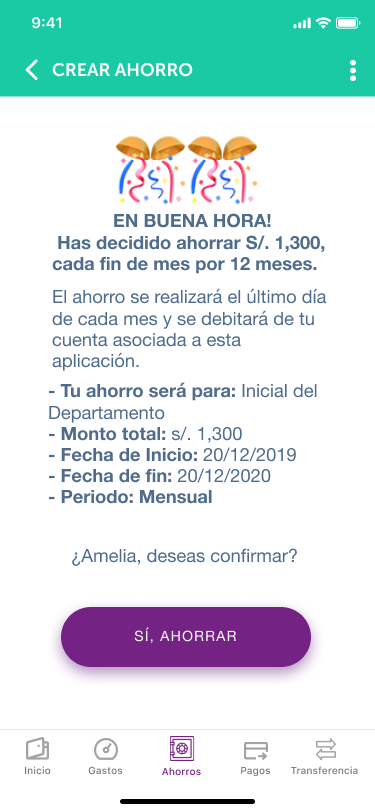 9:41
CREAR AHORRO
EN BUENA HORA!
Has decidido ahorrar S/. 1,300,
cada fin de mes por 12 meses.
El ahorro se realizará el último día
de cada mes y se debitará de tu
cuenta asociada a esta
aplicación.
- Tu ahorro será para: Inicial del
Departamento
- Monto total: s/. 1,300
- Fecha de Inicio: 20/12/2019
- Fecha de fin: 20/12/2020
- Periodo: Mensual
¿Amelia, deseas confirmar?
SÍ, AHORRAR
Inicio Gastos Ahorros Pagos Transferencia